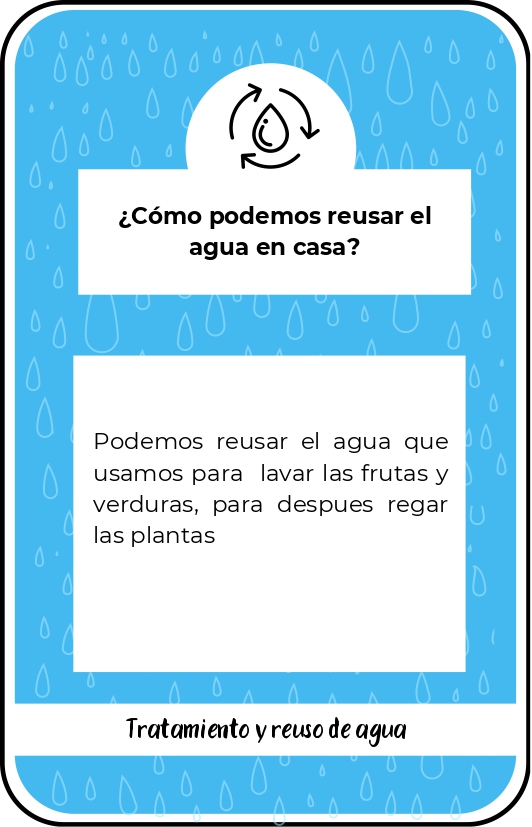 ¿Cómo podemos reusar el
agua en casa?
Podemos reusar el agua que
usamos para lavar las frutas y
verduras, para despues regar
las plantas
Tratamiento y reuso de agua